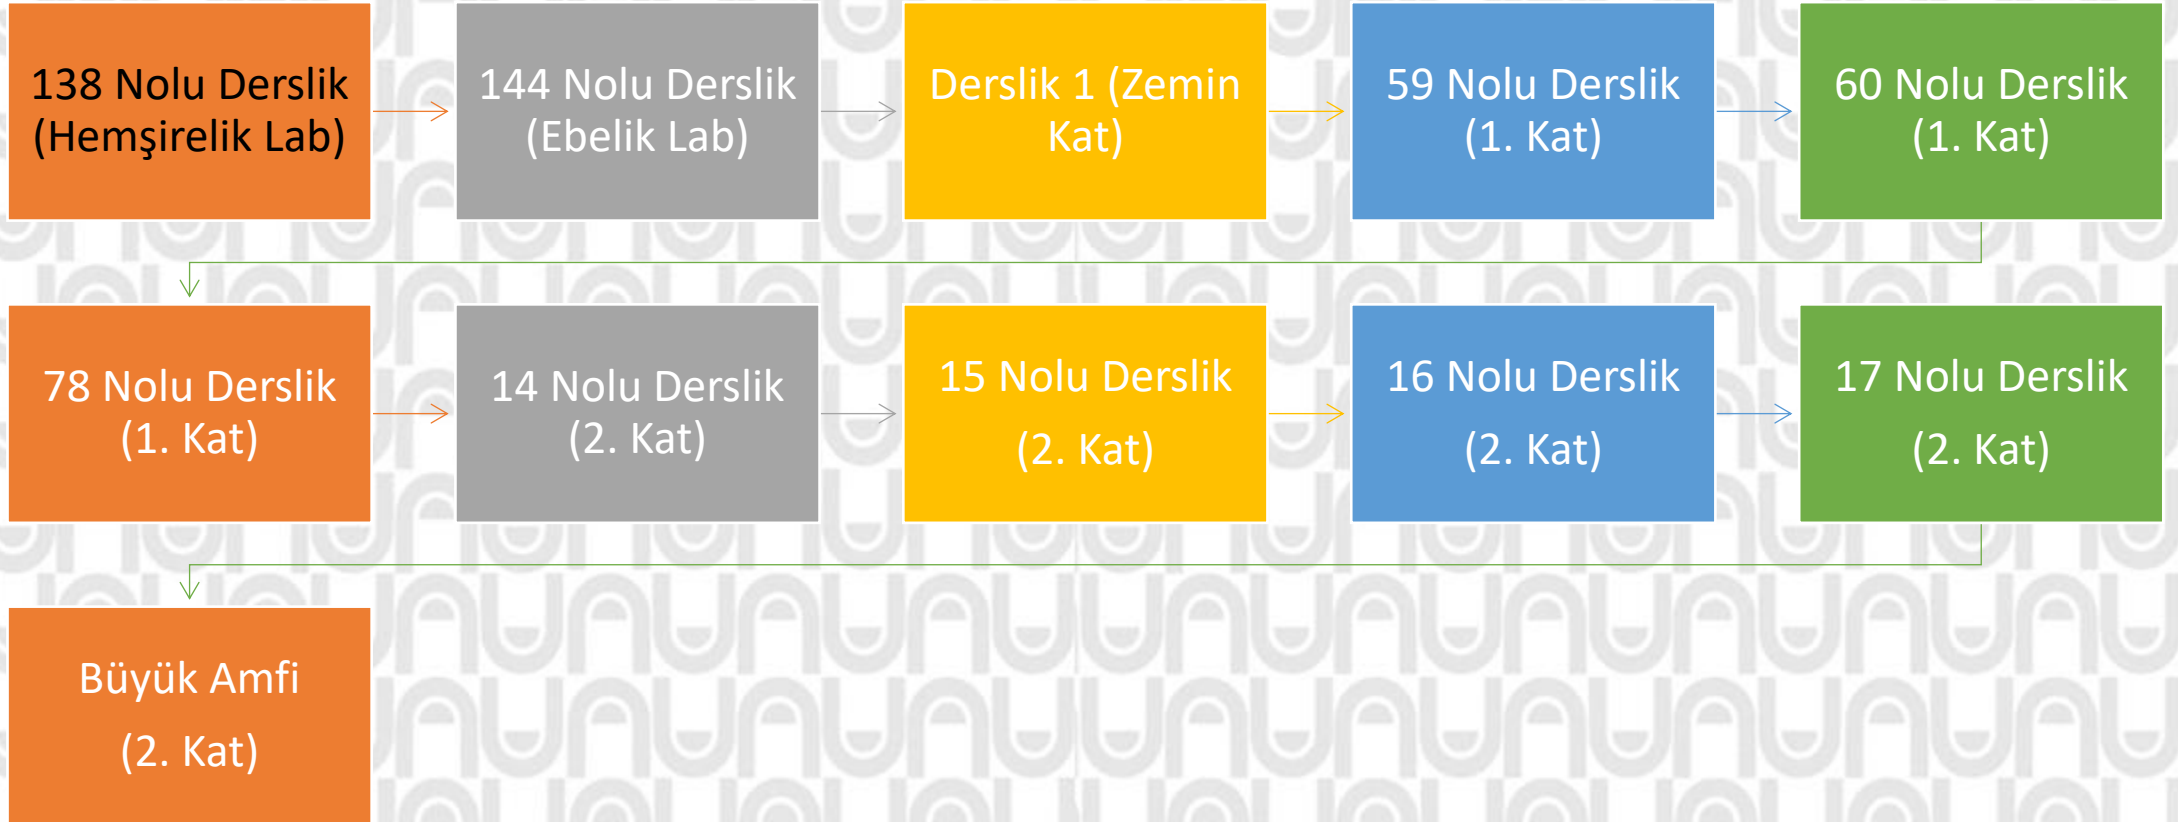 138 Nolu Derslik
(Hemşirelik Lab)
144 Nolu Derslik
(Ebelik Lab)
Derslik 1 (Zemin
Kat)
59 Nolu Derslik
(1. Kat)
60 Nolu Derslik
(1. Kat)
78 Nolu Derslik
(1. Kat)
14 Nolu Derslik
(2. Kat)
15 Nolu Derslik
(2. Kat)
16 Nolu Derslik
(2. Kat)
17 Nolu Derslik
(2. Kat)
Büyük Amfi
(2. Kat)